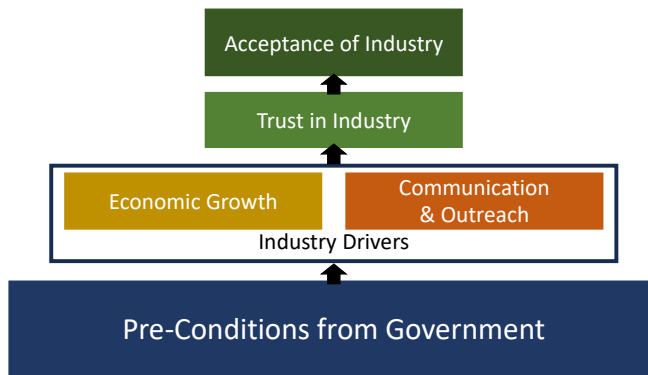 Acceptance of Industry
Trust in Industry
Economic Growth
Communication
& Outreach
Industry Drivers
Pre-Conditions from Government